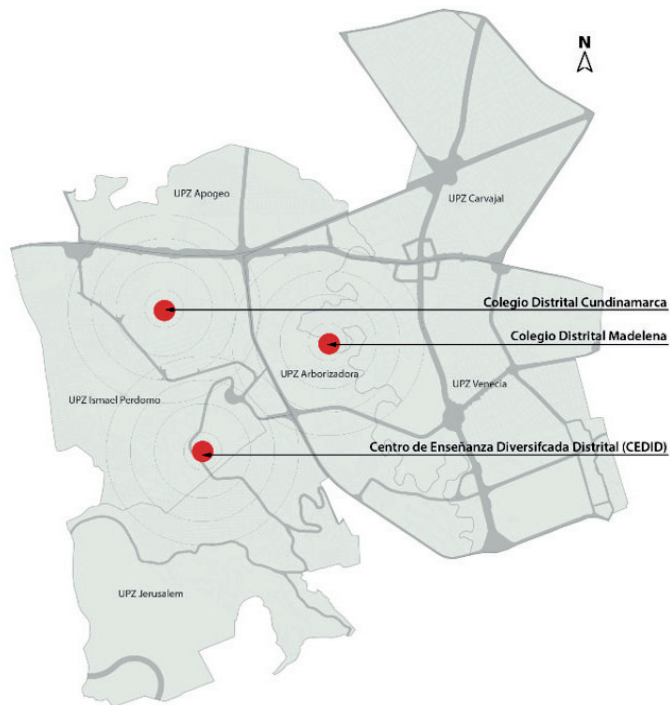 N
UPZ Apogeo
UPZ Carvajal
Colegio Distrital Cundinamarca
Colegio Distrital Madelena
UPZ Arborizadora
UPZ Venecia
UPZ Ismael Perdomo
Centro de Enseñanza Diversifcada Distrital (CEDID)
UPZ Jerusalem